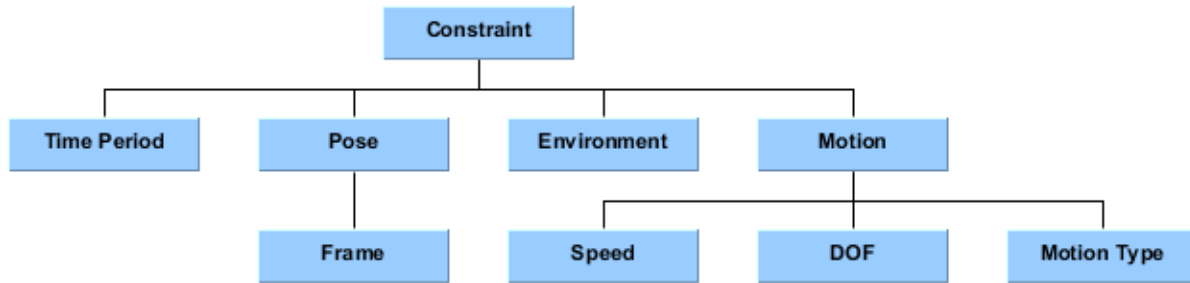 Constraint
Time Period
Pose
Environment
Motion
Frame
Speed
DOF
Motion Type